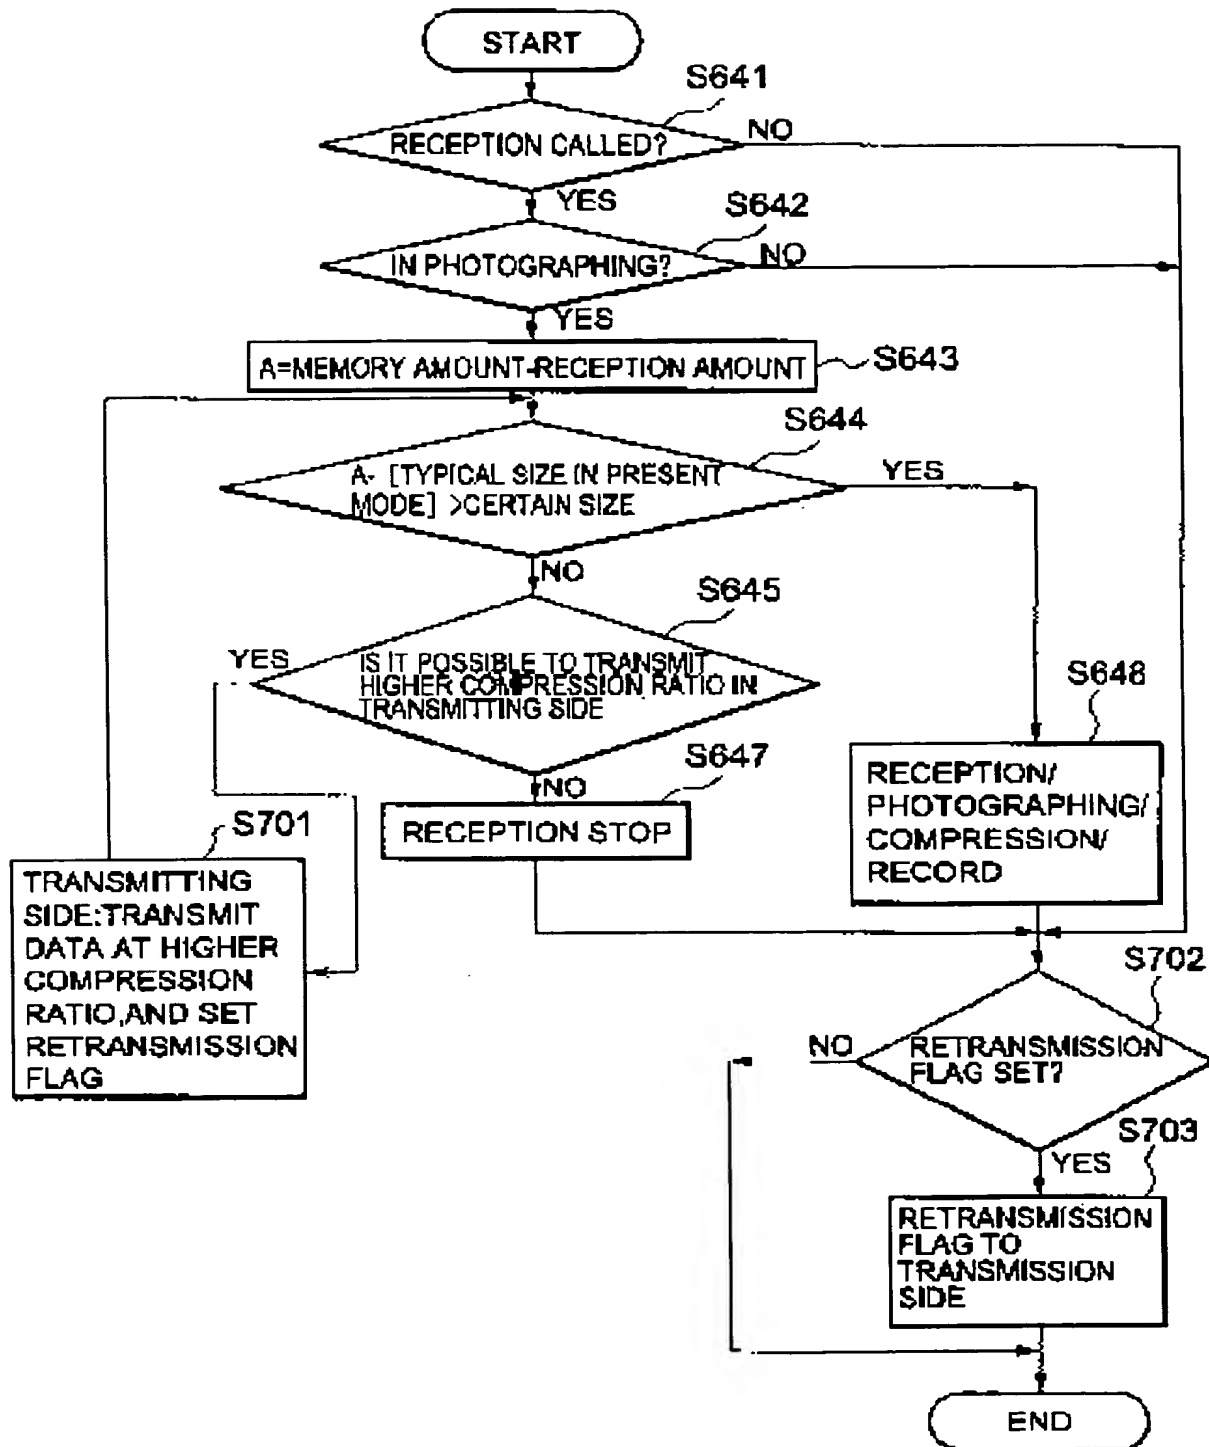 START
S641
RECEPTION CALLED?
NO
YES
S642
IN PHOTOGRAPHING?
NO
YES
A=MEMORY AMOUNT-RECEPTION AMOUNT
S643
S644
A- [TYPICAL SIZE IN PRESENT
MODE] >CERTAIN SIZE
YES
NO
S645
YES
IS IT POSSIBLE TO TRANSMIT
HIGHER COMPRESSION RATIO IN
TRANSMITTING SIDE
S648
S647
NO
RECEPTION STOP
RECEPTION/
PHOTOGRAPHING/
COMPRESSION/
RECORD
S701
TRANSMITTING
SIDE:TRANSMIT
DATA AT HIGHER
COMPRESSION
RATIO,AND SET
RETRANSMISSION
FLAG
S702
NO
RETRANSMISSION
FLAG SET?
S703
YES
RETRANSMISSION
FLAG TO
TRANSMISSION
SIDE
END